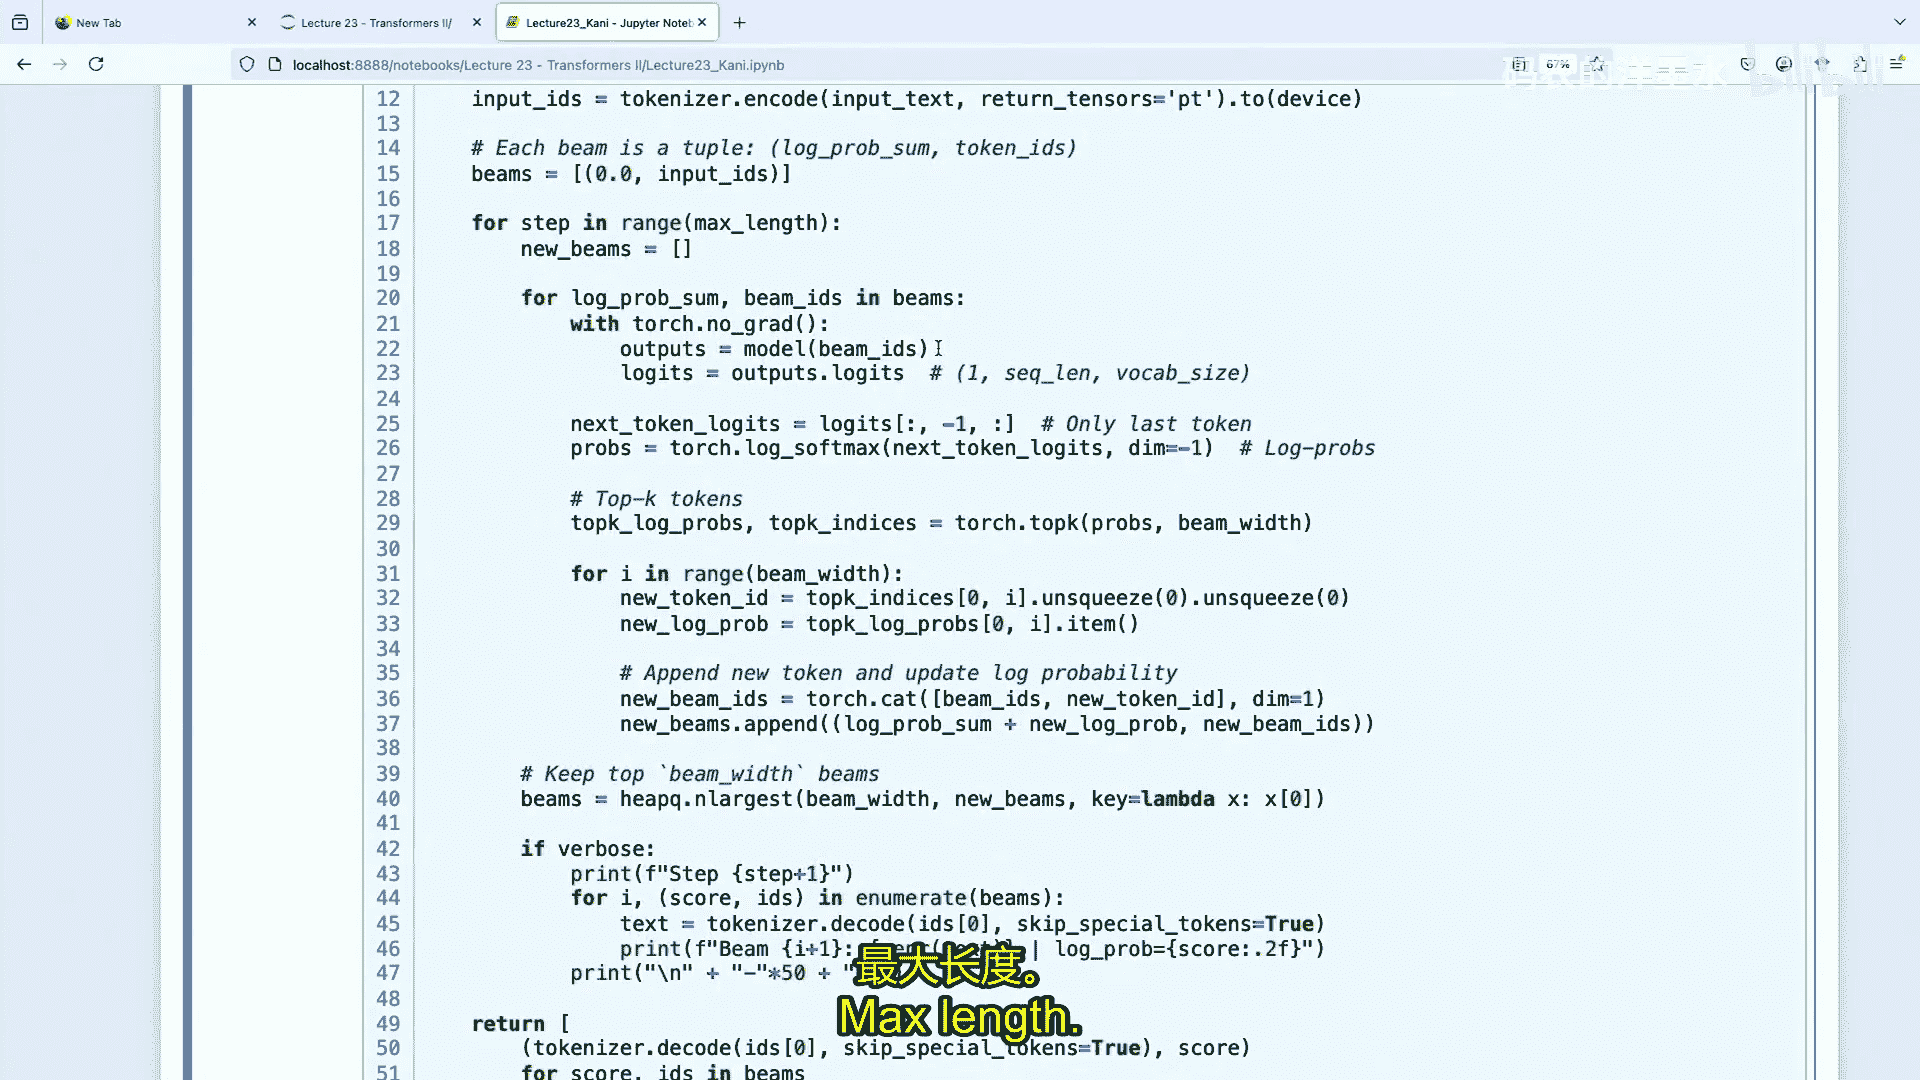 New Tab
Lecture 23 - Transformers II/
Lecture23_Kani - Jupyter Noteb
localhost:8888/notebooks/Lecture 23 - Transformers II/Lecture23_Kani.ipynb
67%
12 input_ids = tokenizer.encode(input_text, return_tensors='pt').to(device)
13
14 # Each beam is a tuple: (log_prob_sum, token_ids)
15 beams = [(0.0, input_ids)]
16
17 for step in range(max_length):
18 new_beams = []
19
20 for log_prob_sum, beam_ids in beams:
21 with torch.no_grad():
22 outputs = model(beam_ids)
23 logits = outputs.logits # (1, seq_len, vocab_size)
24
25 next_token_logits = logits[:, -1, :] # Only last token
26 probs = torch.log_softmax(next_token_logits, dim=-1) # Log-probs
27
28 # Top-k tokens
29 topk_log_probs, topk_indices = torch.topk(probs, beam_width)
30
31 for i in range(beam_width):
32 new_token_id = topk_indices[0, i].unsqueeze(0).unsqueeze(0)
33 new_log_prob = topk_log_probs[0, i].item()
34
35 # Append new token and update log probability
36 new_beam_ids = torch.cat([beam_ids, new_token_id], dim=1)
37 new_beams.append((log_prob_sum + new_log_prob, new_beam_ids))
38
39 # Keep top `beam_width` beams
40 beams = heapq.nlargest(beam_width, new_beams, key=lambda x: x[0])
41
42 if verbose:
43 print(f"Step {step+1}")
44 for i, (score, ids) in enumerate(beams):
45 text = tokenizer.decode(ids[0], skip_special_tokens=True)
46 print(f"Beam {i+1}: | log_prob={score:.2f}")
47 print("\n" + "-"*50 + "
48
49 return [
50 (tokenizer.decode(ids[0], skip_special_tokens=True), score)
51 for score, ids in beams
最大长度。
Max length.